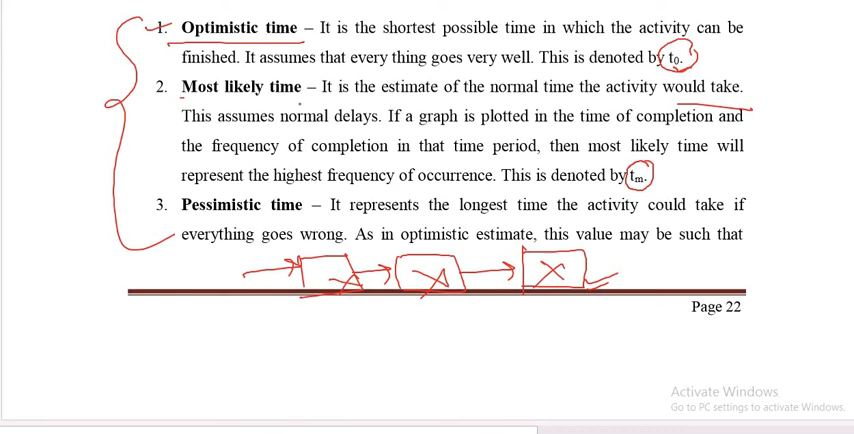 1. Optimistic time – It is the shortest possible time in which the activity can be
finished. It assumes that every thing goes very well. This is denoted by t0.
2. Most likely time – It is the estimate of the normal time the activity would take.
This assumes normal delays. If a graph is plotted in the time of completion and
the frequency of completion in that time period, then most likely time will
represent the highest frequency of occurrence. This is denoted by tm.
3. Pessimistic time – It represents the longest time the activity could take if
everything goes wrong. As in optimistic estimate, this value may be such that
X X X
Page 22
Activate Windows
Go to PC settings to activate Windows.